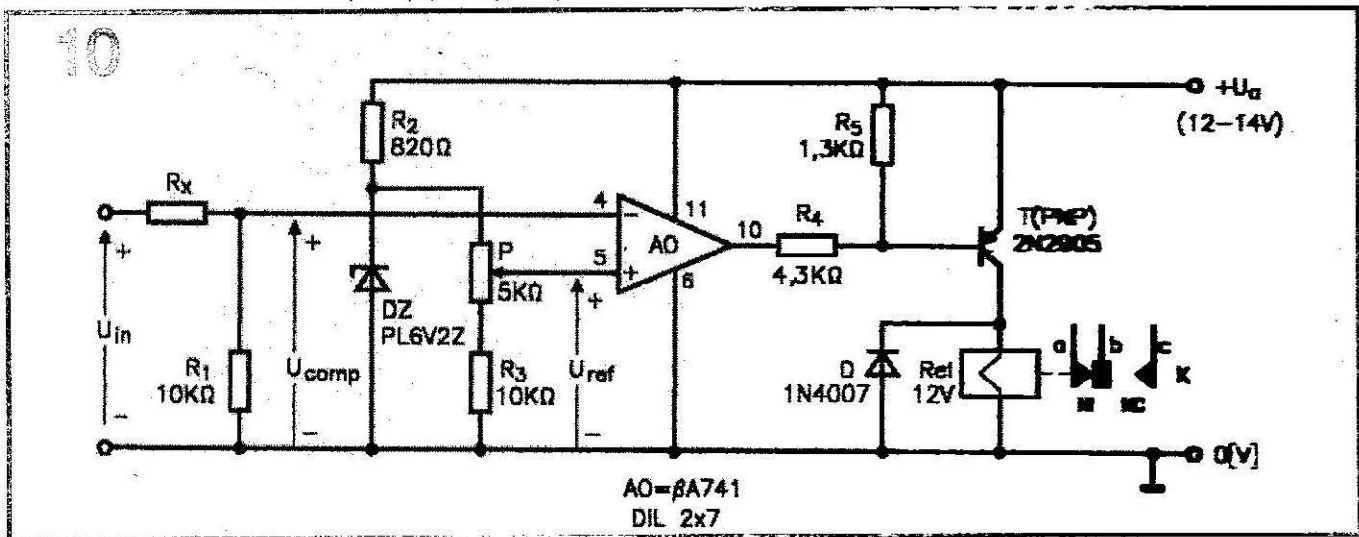 10
+Ua
(12-14V)
R2
820Ω
R5
1,3KΩ
Rx
4
11
T(PNP)
2N2905
10
R4
AO
P
5
+
5KΩ
6
4,3KΩ
+
+
DZ
PL6V2Z
+
Uin
Ucomp
Uref
a
b
c
R1
10KΩ
R3
10KΩ
D
1N4007
Rel
12V
K
NC
0[V]
AO=βA741
DIL 2x7